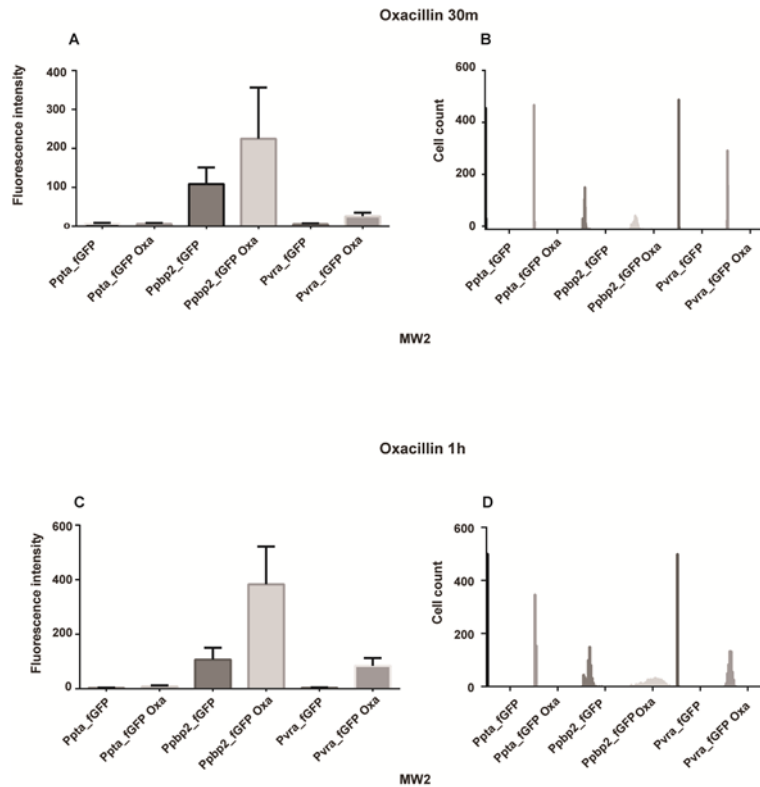 Oxacillin 30m
A
B
Fluorescence intensity
400
300
200
100
0
Ppta_fGFP
Ppta_fGFP Oxa
Ppbp2_fGFP
Ppbp2_fGFP Oxa
Pvra_fGFP
Pvra_fGFP Oxa
Cell count
600
400
200
0
Ppta_fGFP
Ppta_fGFP Oxa
Ppbp2_fGFP
Ppbp2_fGFP Oxa
Pvra_fGFP
Pvra_fGFP Oxa
MW2
Oxacillin 1h
C
D
Fluorescence intensity
600
400
200
0
Ppta_fGFP
Ppta_fGFP Oxa
Ppbp2_fGFP
Ppbp2_fGFP Oxa
Pvra_fGFP
Pvra_fGFP Oxa
Cell count
600
400
200
0
Ppta_fGFP
Ppta_fGFP Oxa
Ppbp2_fGFP
Ppbp2_fGFP Oxa
Pvra_fGFP
Pvra_fGFP Oxa
MW2